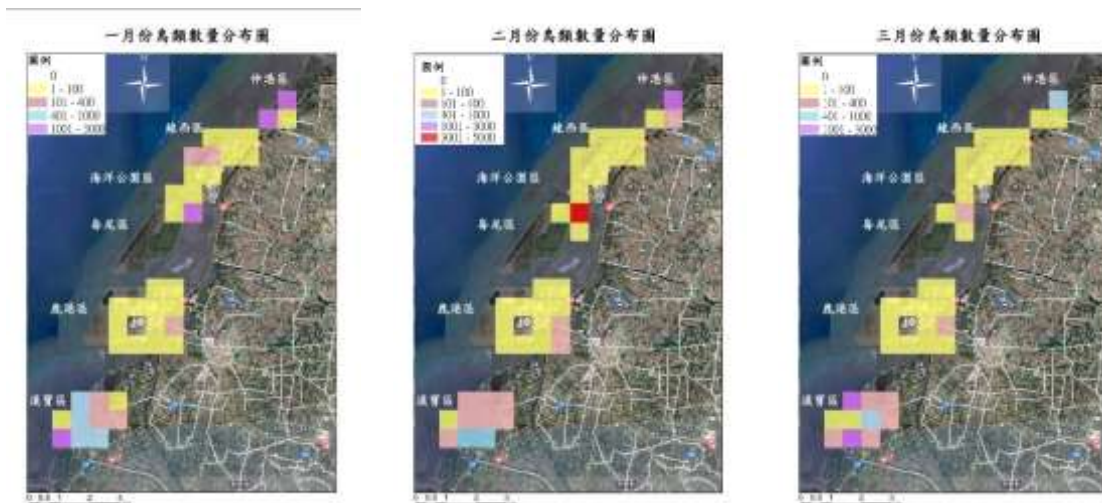 一月份鳥類數量分布圖
圖例
0
1 - 100
101 - 400
401 - 1000
1001 - 3000
伸港區
線西區
海洋公園區
崙尾區
鹿港區
漢寶區
二月份鳥類數量分布圖
圖例
0
1 - 100
101 - 400
401 - 1000
1001 - 3000
3001 - 5000
伸港區
線西區
海洋公園區
崙尾區
鹿港區
漢寶區
三月份鳥類數量分布圖
圖例
0
1 - 100
101 - 400
401 - 1000
1001 - 3000
伸港區
線西區
海洋公園區
崙尾區
鹿港區
漢寶區